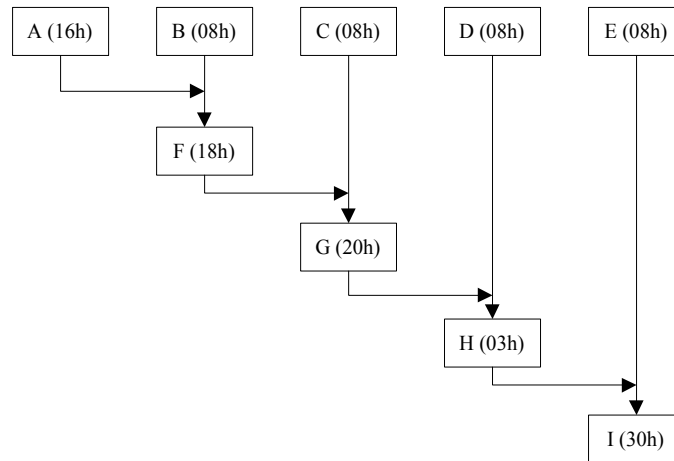 A (16h)
B (08h)
C (08h)
D (08h)
E (08h)
F (18h)
G (20h)
H (03h)
I (30h)